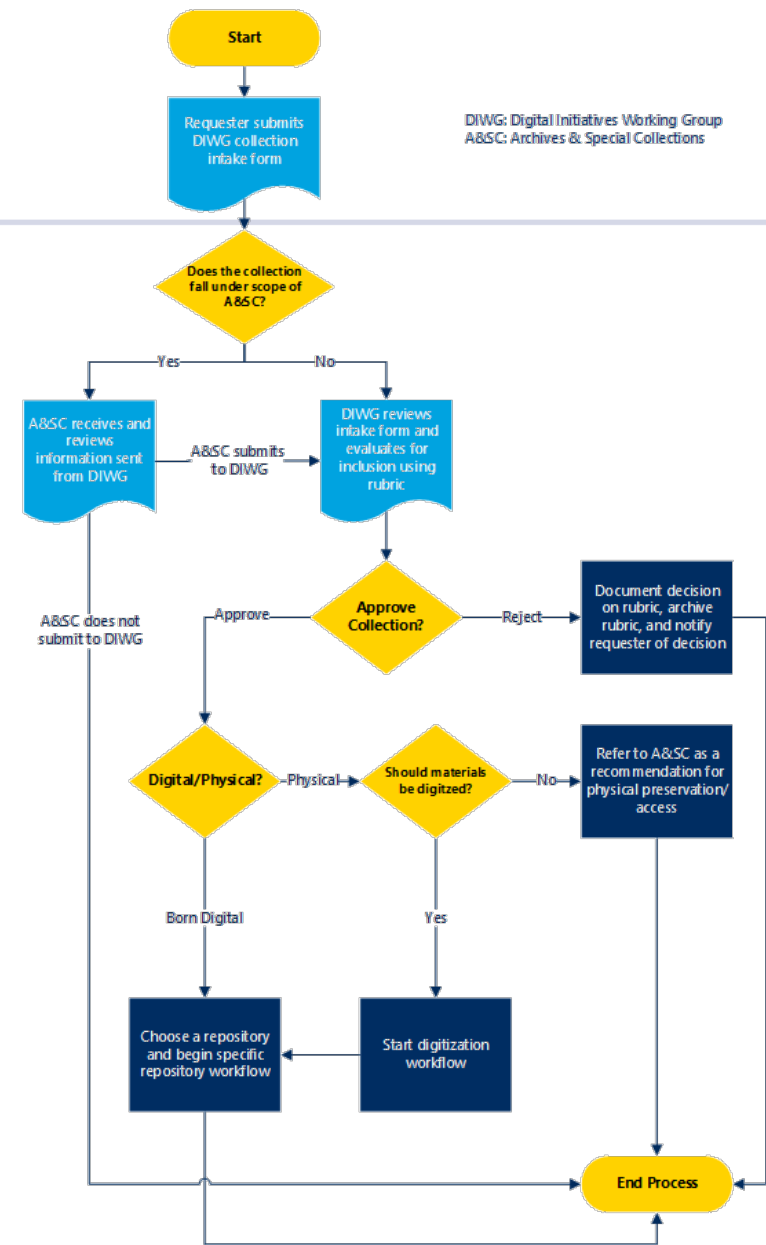 Start
Requester submits
DIWG collection
intake form
DIWG: Digital Initiatives Working Group
A&SC: Archives & Special Collections
Does the collection
fall under scope of
A&SC?
Yes
No
A&SC receives and
reviews
information sent
from DIWG
A&SC submits
to DIWG
DIWG reviews
intake form and
evaluates for
inclusion using
rubric
A&SC does not
submit to DIWG
Approve
Approve
Collection?
Reject
Document decision
on rubric, archive
rubric, and notify
requester of decision
Digital/Physical?
Physical
Should materials
be digitzed?
No
Refer to A&SC as a
recommendation for
physical preservation/
access
Born Digital
Yes
Choose a repository
and begin specific
repository workflow
Start digitization
workflow
End Process